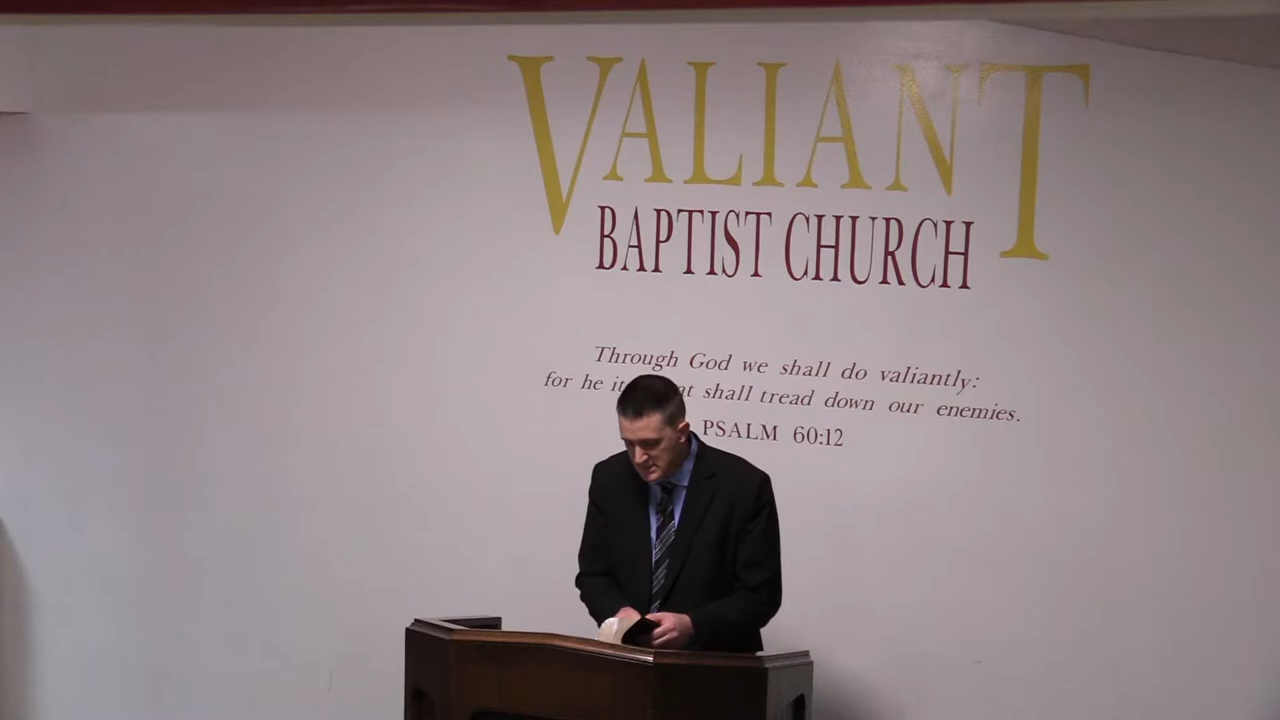 VALIANT
BAPTIST CHURCH
Through God we shall do valiantly:
for he it shall tread down our enemies.
PSALM 60:12